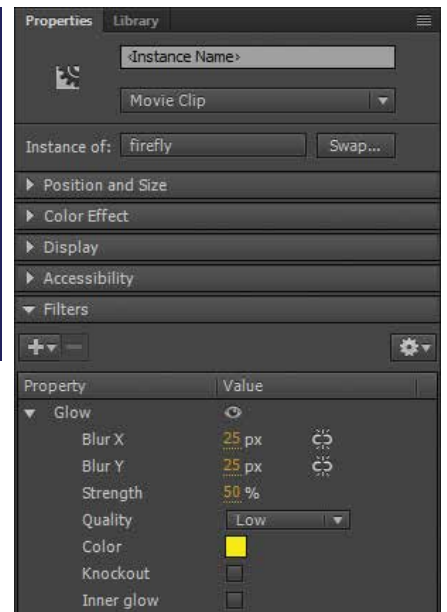 Properties Library
<Instance Name>
Movie Clip
Instance of: firefly Swap...
Position and Size
Color Effect
Display
Accessibility
Filters
Property Value
Glow
Blur X 25 px
Blur Y 25 px
Strength 50 %
Quality Low
Color
Knockout
Inner glow